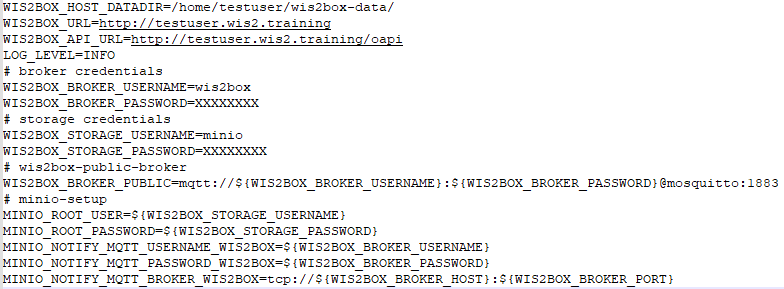 WIS2BOX_HOST_DATADIR=/home/testuser/wis2box-data/
WIS2BOX_URL=http://testuser.wis2.training
WIS2BOX_API_URL=http://testuser.wis2.training/oapi
LOG_LEVEL=INFO
# broker credentials
WIS2BOX_BROKER_USERNAME=wis2box
WIS2BOX_BROKER_PASSWORD=XXXXXXXX
# storage credentials
WIS2BOX_STORAGE_USERNAME=minio
WIS2BOX_STORAGE_PASSWORD=XXXXXXXX
# wis2box-public-broker
WIS2BOX_BROKER_PUBLIC=mqtt://${WIS2BOX_BROKER_USERNAME}:${WIS2BOX_BROKER_PASSWORD}@mosquitto:1883
# minio-setup
MINIO_ROOT_USER=${WIS2BOX_STORAGE_USERNAME}
MINIO_ROOT_PASSWORD=${WIS2BOX_STORAGE_PASSWORD}
MINIO_NOTIFY_MQTT_USERNAME_WIS2BOX=${WIS2BOX_BROKER_USERNAME}
MINIO_NOTIFY_MQTT_PASSWORD_WIS2BOX=${WIS2BOX_BROKER_PASSWORD}
MINIO_NOTIFY_MQTT_BROKER_WIS2BOX=tcp://${WIS2BOX_BROKER_HOST}:${WIS2BOX_BROKER_PORT}